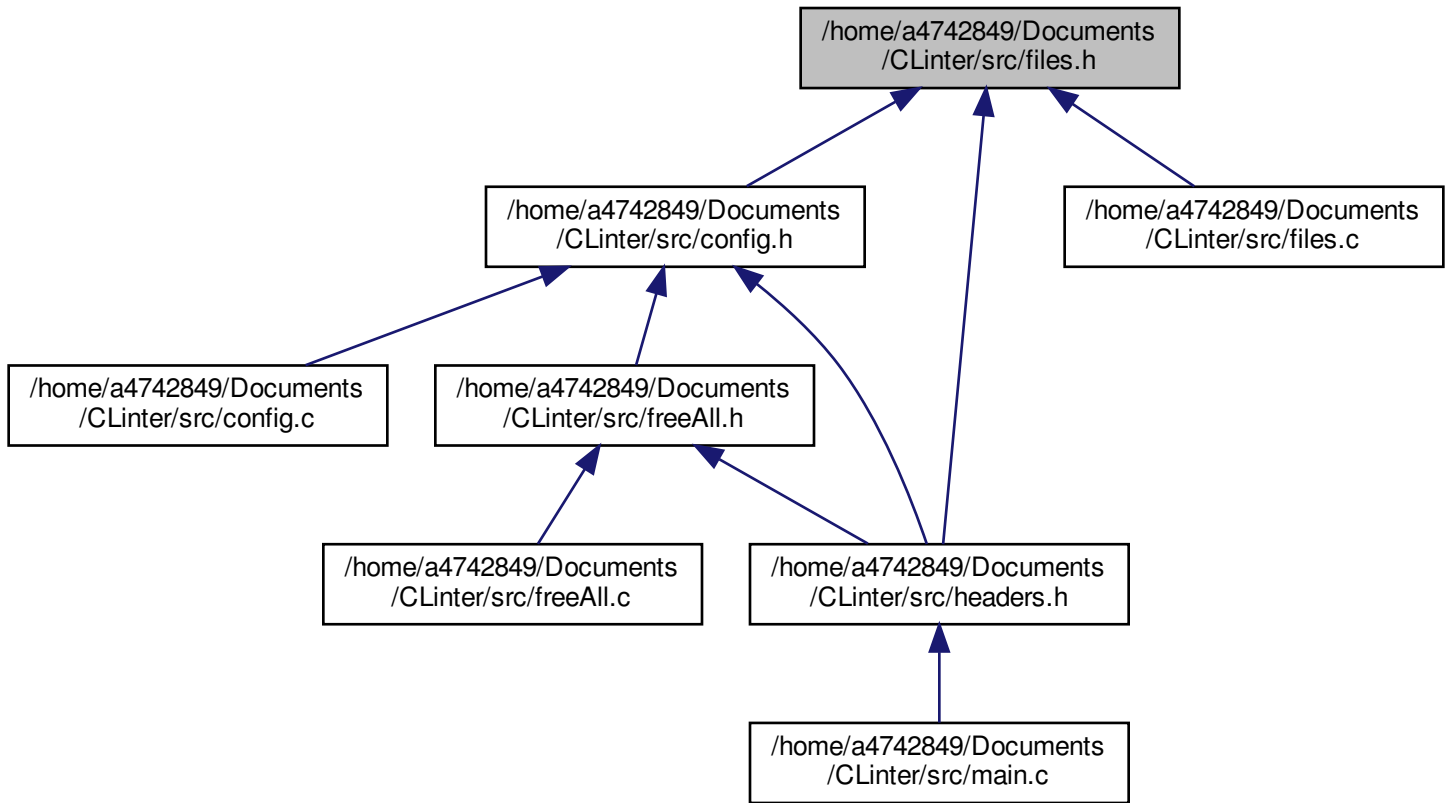 /home/a4742849/Documents
/CLinter/src/files.h
/home/a4742849/Documents
/CLinter/src/config.h
/home/a4742849/Documents
/CLinter/src/files.c
/home/a4742849/Documents
/CLinter/src/config.c
/home/a4742849/Documents
/CLinter/src/freeAll.h
/home/a4742849/Documents
/CLinter/src/freeAll.c
/home/a4742849/Documents
/CLinter/src/headers.h
/home/a4742849/Documents
/CLinter/src/main.c